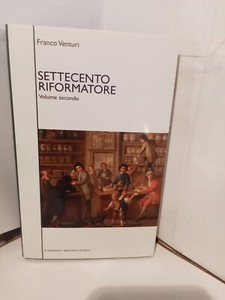 Franco Venturi
SETTECENTO
RIFORMATORE
Volume secondo